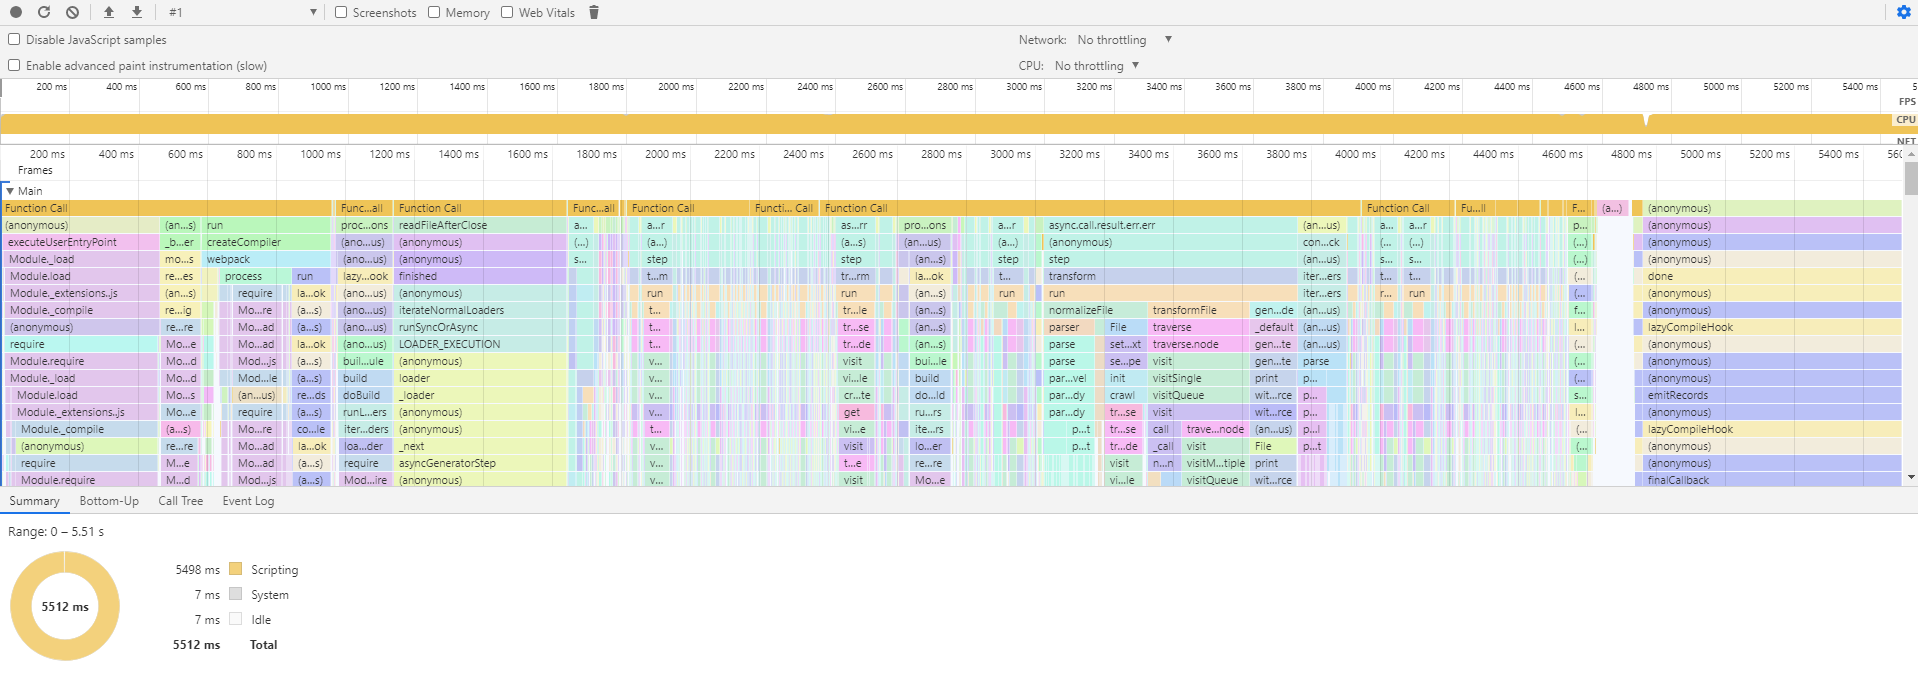 #1 Screenshots Memory Web Vitals
Disable JavaScript samples Network: No throttling
Enable advanced paint instrumentation (slow) CPU: No throttling
200 ms 400 ms 600 ms 800 ms 1000 ms 1200 ms 1400 ms 1600 ms 1800 ms 2000 ms 2200 ms 2400 ms 2600 ms 2800 ms 3000 ms 3200 ms 3400 ms 3600 ms 3800 ms 4000 ms 4200 ms 4400 ms 4600 ms 4800 ms 5000 ms 5200 ms 5400 ms 5
FPS
CPU
NET
200 ms 400 ms 600 ms 800 ms 1000 ms 1200 ms 1400 ms 1600 ms 1800 ms 2000 ms 2200 ms 2400 ms 2600 ms 2800 ms 3000 ms 3200 ms 3400 ms 3600 ms 3800 ms 4000 ms 4200 ms 4400 ms 4600 ms 4800 ms 5000 ms 5200 ms 5400 ms 560
Frames
Main
Function Call Func...all Function Call Func...all Function Call Functi... Call Function Call Function Call Fu...ll F... (a...) (anonymous)
(anonymous) (an...s) run proc...ons readFileAfterClose a... a...r as...rr pro...ons a...r async.call.result.err.err (an...us) a... a...r p... (anonymous)
executeUserEntryPoint _b...er createCompiler (ano...us) (anonymous) (...) (a...) (a...s) (an...us) (a...) (anonymous) con...ck (a... (a...) (...) (anonymous)
Module._load mo...s webpack (ano...us) (anonymous) s... step step (an...s) step step (an...us) s... step (...) (anonymous)
Module.load re...es process run lazy...ook finished t...m tr...rm la...ok t... transform iter...ers t... t... (... done
Module._extensions..js (an...s) require la...ok (ano...us) (anonymous) run run (an...s) run run iter...ers r... run (... (anonymous)
Module._compile re...ig Mo...re (a...s) (ano...us) iterateNormalLoaders t... tr...le (an...s) normalizeFile transformFile gen...de (an...us) f... (anonymous)
(anonymous) re...re Mo...ad (a...s) (ano...us) runSyncOrAsync t... tr...se (an...s) parser File traverse _default (an...us) l... lazyCompileHook
require Mo...e Mo...ad la...ok (ano...us) LOADER_EXECUTION t... tr...de (an...s) parse set...xt traverse.node gen...te (an...us) (... (anonymous)
Module.require Mo...d Mod...js (a...s) buil...ule (anonymous) v... visit bui...le parse se...pe visit gen...te parse (... (anonymous)
Module._load Mo...d Mod...le (a...s) build loader v... vi...le build par...vel init visitSingle print p... (... (anonymous)
Module.load Mo...s (an...us) re...ds doBuild _loader v... cr...te do...ld par...dy crawl visitQueue wit...rce p... s... emitRecords
Module._extensions..js Mo...e require (a...s) runL...ers (anonymous) v... get ru...rs par...dy tr...se visit wit...rce p... l... (anonymous)
Module._compile (a...s) Mo...re co...le iter...ders (anonymous) t... vi...e ite...rs p...t tr...se call trave...node (an...us) p...l (... lazyCompileHook
(anonymous) re...re Mo...ad la...ok loa...der _next v... visit lo...er p...t tr...de _call visit File p...t (... (anonymous)
require M...e Mo...ad (a...s) require asyncGeneratorStep v... t...e re...re visit n...n visitM...tiple print (... (anonymous)
Module.require M...d Mo...js (a...s) Mod...ire (anonymous) v... visit Mo...e vi...le visitQueue wit...rce s... finalCallback
Summary Bottom-Up Call Tree Event Log
Range: 0 – 5.51 s
5498 ms Scripting
7 ms System
5512 ms
7 ms Idle
5512 ms Total